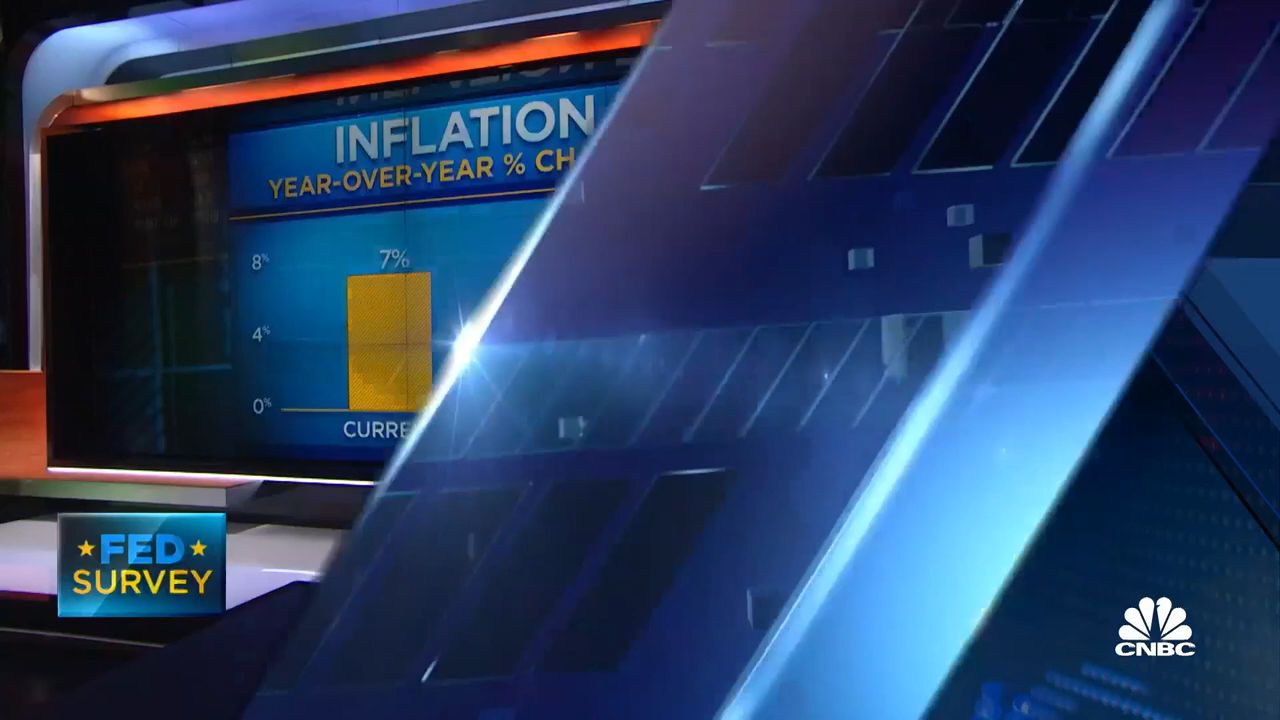 INFLATION
YEAR-OVER-YEAR % CH
8%
7%
4%
0%
CURRE
★FED★
SURVEY
CNBC